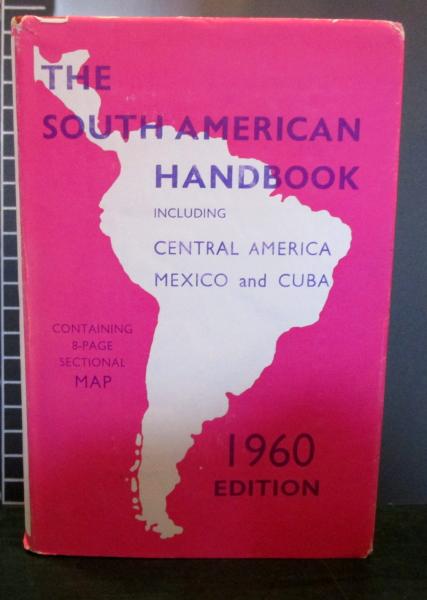 THE
SOUTH AMERICAN
HANDBOOK
INCLUDING
CENTRAL AMERICA
MEXICO and CUBA
CONTAINING
8-PAGE
SECTIONAL
MAP
1960
EDITION